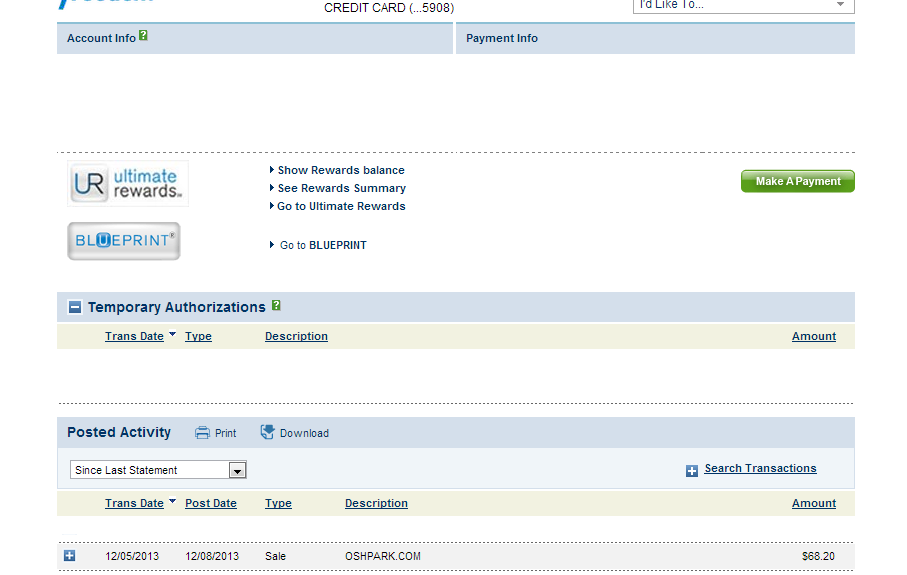 CREDIT CARD (...5908)
I'd Like To...
Account Info ?
Payment Info
UR ultimate rewards℠
Show Rewards balance
See Rewards Summary
Go to Ultimate Rewards
Make A Payment
BLUEPRINT®
Go to BLUEPRINT
Temporary Authorizations ?
Trans Date Type Description Amount
Posted Activity Print Download
Since Last Statement
Search Transactions
Trans Date Post Date Type Description Amount
12/05/2013 12/08/2013 Sale OSHPARK.COM $68.20